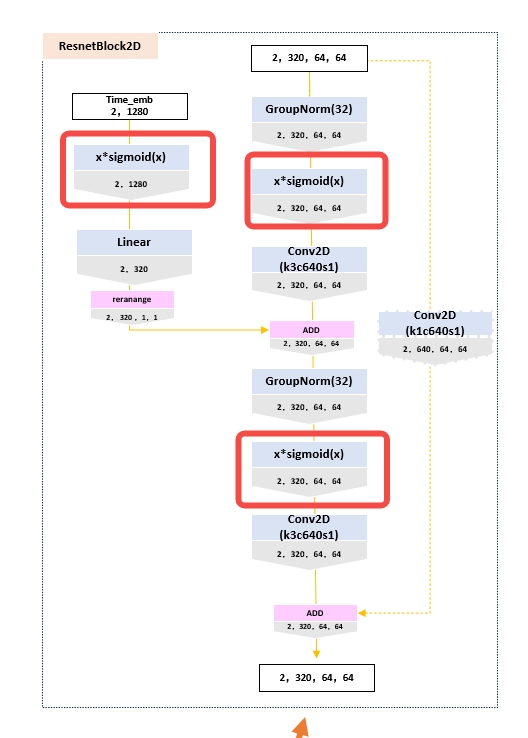 ResnetBlock2D
Time_emb
2, 1280
x*sigmoid(x)
2, 1280
Linear
2, 320
reranange
2, 320, 1, 1
2, 320, 64, 64
GroupNorm(32)
2, 320, 64, 64
x*sigmoid(x)
2, 320, 64, 64
Conv2D
(k3c640s1)
2, 320, 64, 64
ADD
2, 320, 64, 64
GroupNorm(32)
2, 320, 64, 64
x*sigmoid(x)
2, 320, 64, 64
Conv2D
(k3c640s1)
2, 320, 64, 64
ADD
2, 320, 64, 64
2, 320, 64, 64
Conv2D
(k1c640s1)
2, 640, 64, 64